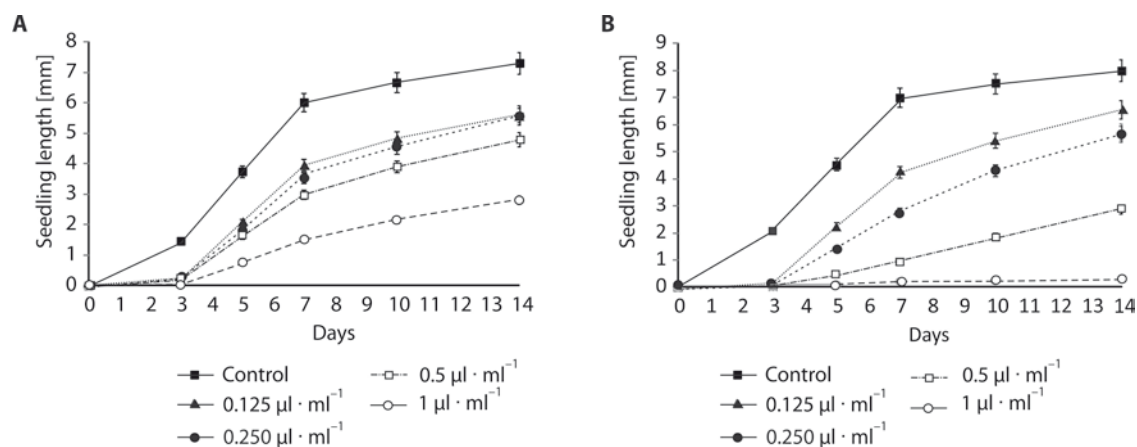 A
Seedling length [mm]
8
7
6
5
4
3
2
1
0
0 1 2 3 4 5 6 7 8 9 10 11 12 13 14
Days
Control
0.125 µl · ml⁻¹
0.250 µl · ml⁻¹
0.5 µl · ml⁻¹
1 µl · ml⁻¹
B
Seedling length [mm]
9
8
7
6
5
4
3
2
1
0
0 1 2 3 4 5 6 7 8 9 10 11 12 13 14
Days
Control
0.125 µl · ml⁻¹
0.250 µl · ml⁻¹
0.5 µl · ml⁻¹
1 µl · ml⁻¹